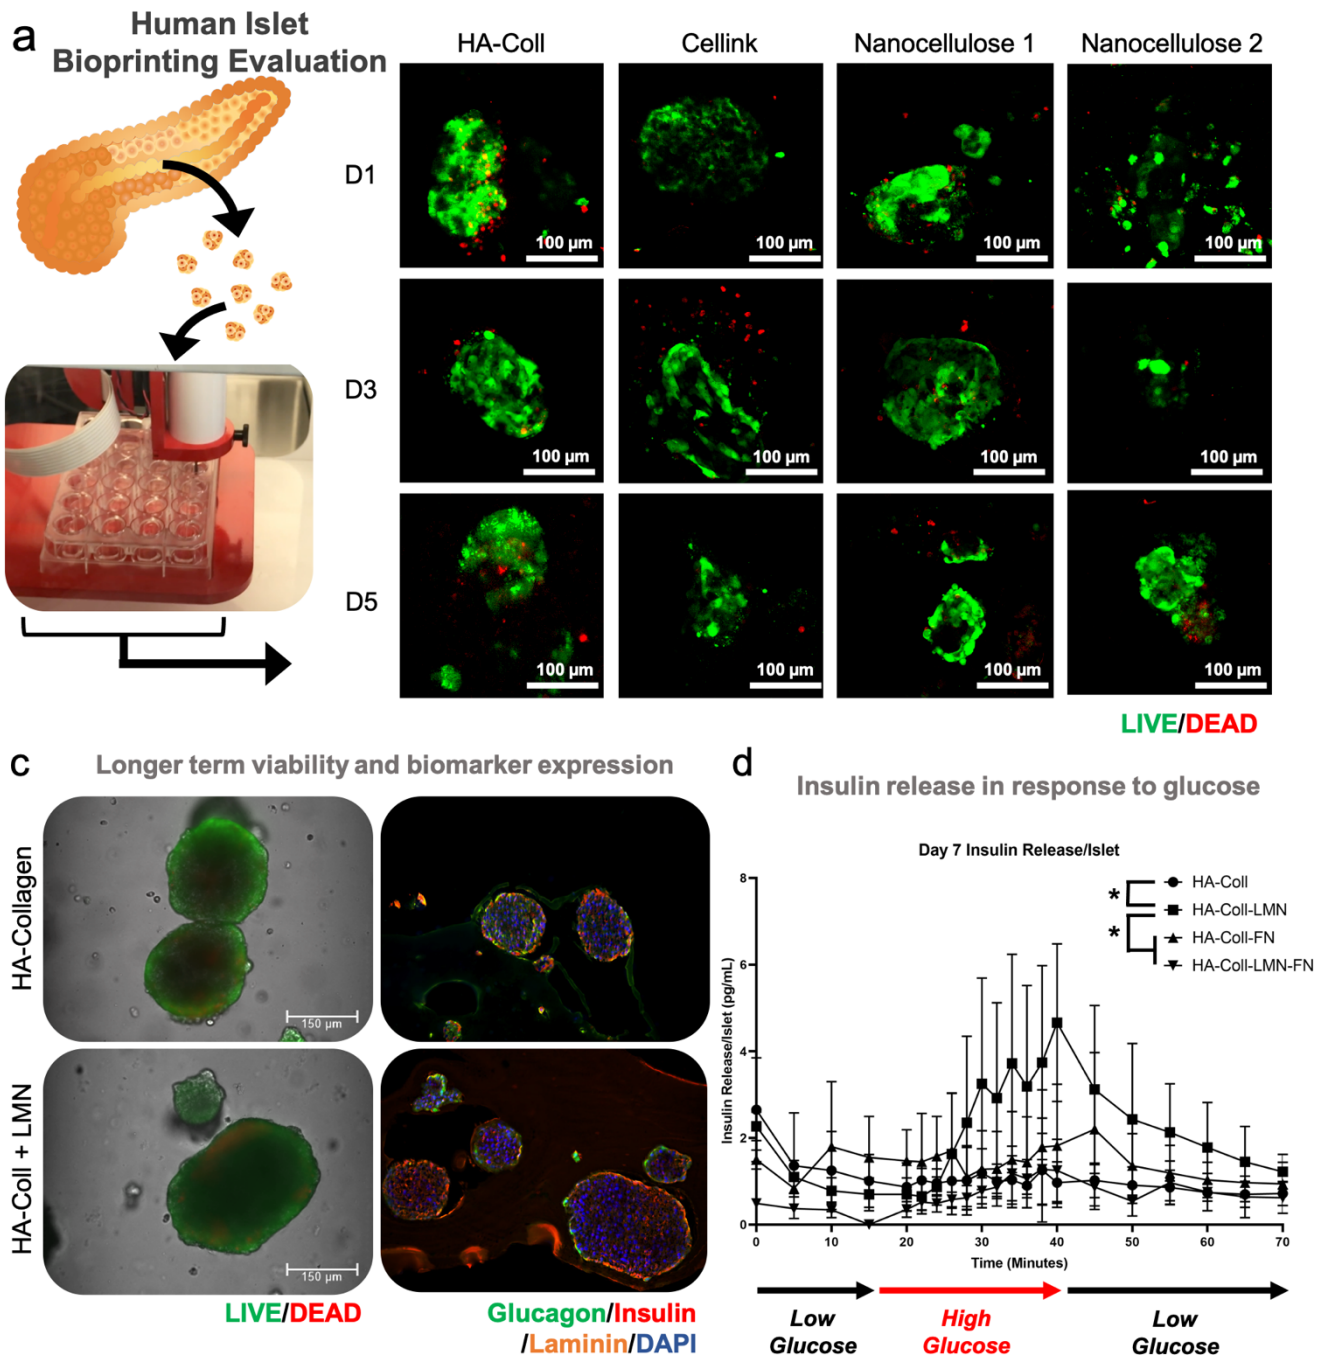 a
Human Islet
Bioprinting Evaluation
HA-Coll
Cellink
Nanocellulose 1
Nanocellulose 2
D1
100 µm
100 µm
100 µm
100 µm
D3
100 µm
100 µm
100 µm
100 µm
D5
100 µm
100 µm
100 µm
100 µm
LIVE/DEAD
c
Longer term viability and biomarker expression
HA-Collagen
150 µm
HA-Coll + LMN
150 µm
LIVE/DEAD
Glucagon/Insulin
/Laminin/DAPI
d
Insulin release in response to glucose
Day 7 Insulin Release/Islet
* HA-Coll
HA-Coll-LMN
* HA-Coll-FN
HA-Coll-LMN-FN
Insulin Release/Islet (pg/mL)
8
6
4
2
0
0 10 20 30 40 50 60 70
Time (Minutes)
Low
Glucose
High
Glucose
Low
Glucose